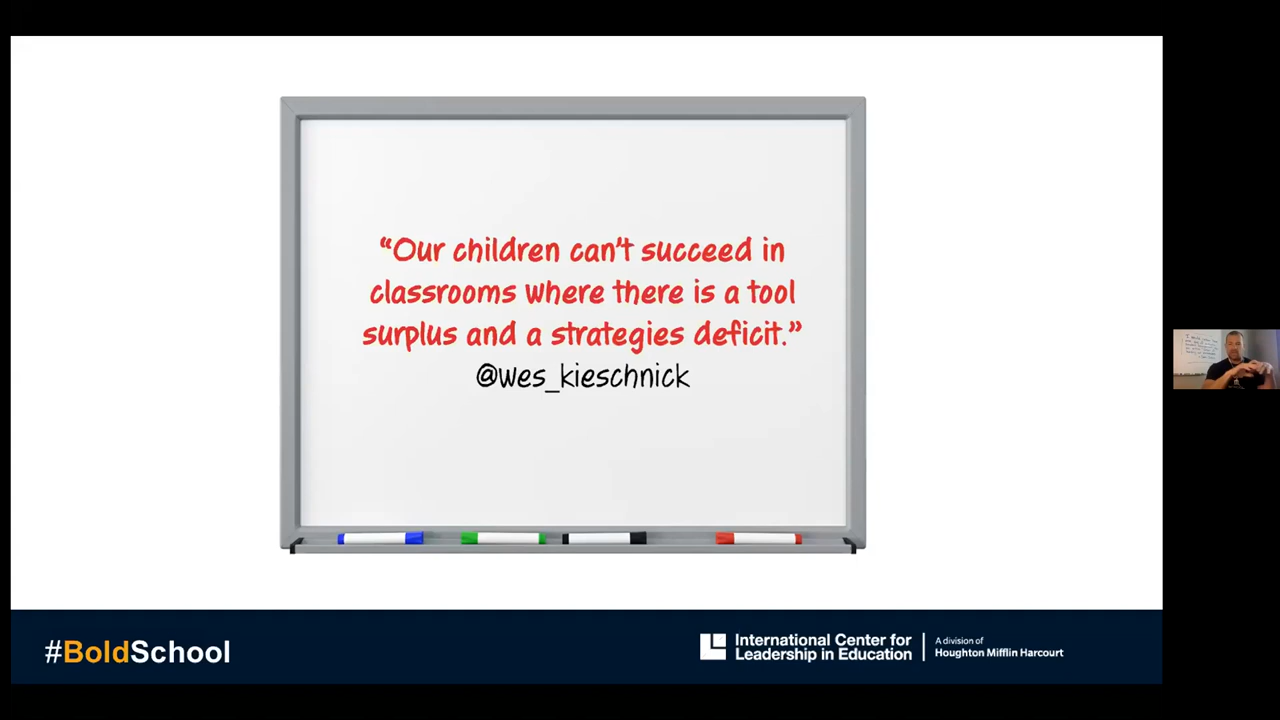 “Our children can’t succeed in
classrooms where there is a tool
surplus and a strategies deficit.”
@wes_kieschnick
#BoldSchool
International Center for
Leadership in Education
A division of
Houghton Mifflin Harcourt